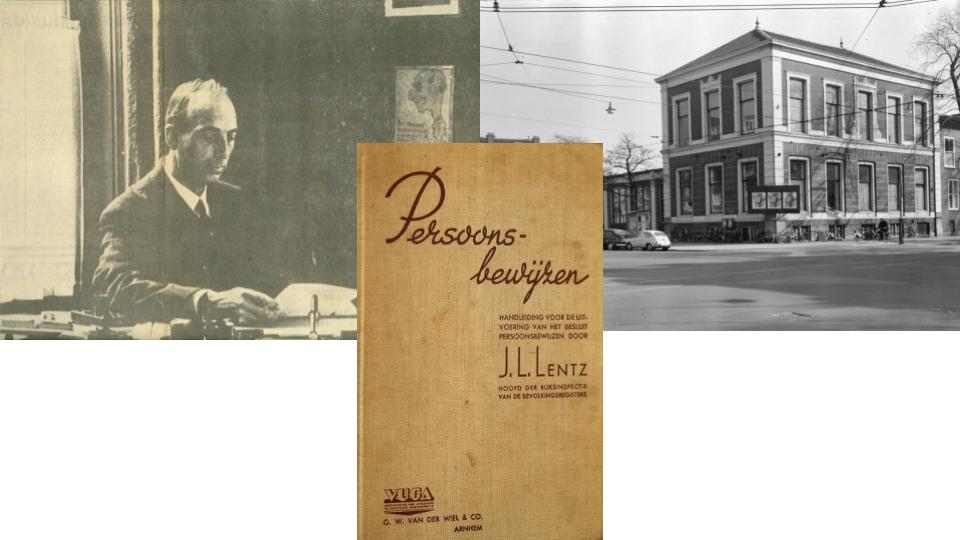 Persoons-
bewijzen
HANDLEIDING VOOR DE UIT-
VOERING VAN HET BESLUIT
PERSOONSBEWIJZEN DOOR
J. L. LENTZ
HOOFD DER RIJKSINSPECTIE
VAN DE BEVOLKINGSREGISTERS
VUGA
G. W. VAN DER WIEL & CO.
ARNHEM